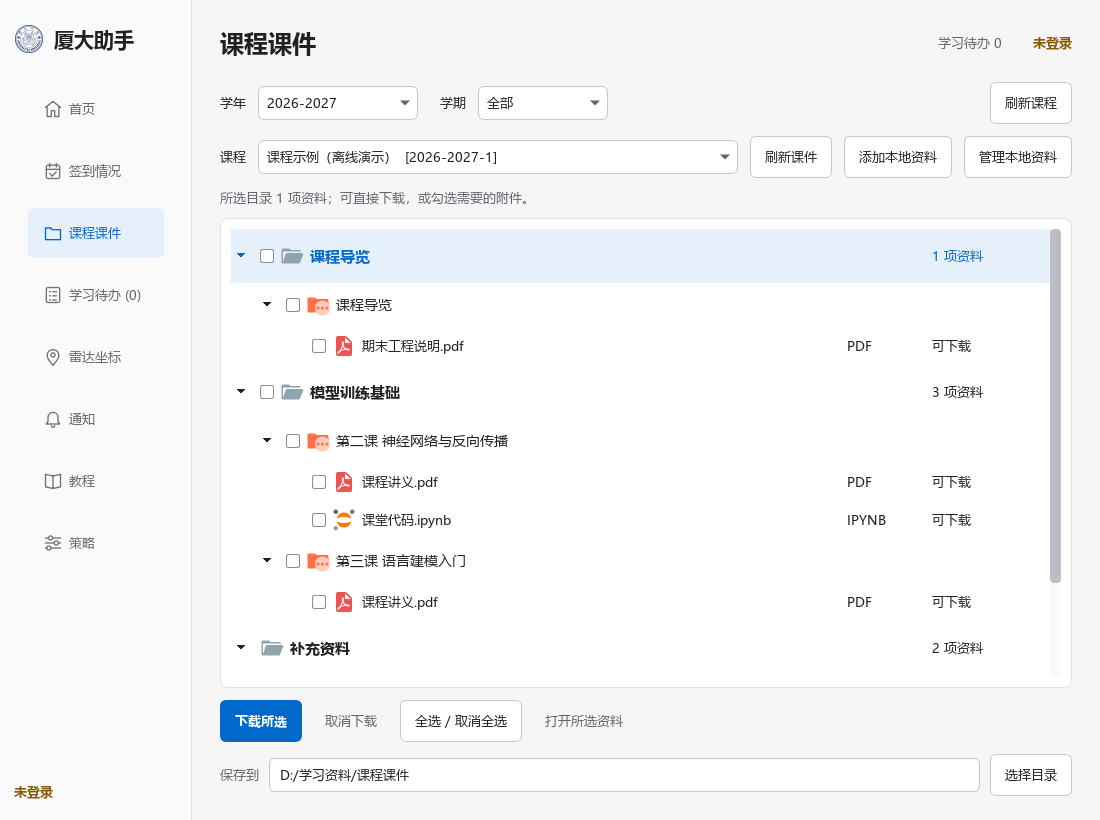 厦大助手
首页
签到情况
课程课件
学习待办 (0)
雷达坐标
通知
教程
策略
未登录
课程课件
学习待办 0
未登录
学年 2026-2027 学期 全部 刷新课程
课程 课程示例（离线演示） [2026-2027-1] 刷新课件 添加本地资料 管理本地资料
所选目录 1 项资料；可直接下载，或勾选需要的附件。
课程导览 1 项资料
课程导览
期末工程说明.pdf PDF 可下载
模型训练基础 3 项资料
第二课 神经网络与反向传播
课程讲义.pdf PDF 可下载
课堂代码.ipynb IPYNB 可下载
第三课 语言建模入门
课程讲义.pdf PDF 可下载
补充资料 2 项资料
下载所选 取消下载 全选 / 取消全选 打开所选资料
保存到 D:/学习资料/课程课件 选择目录